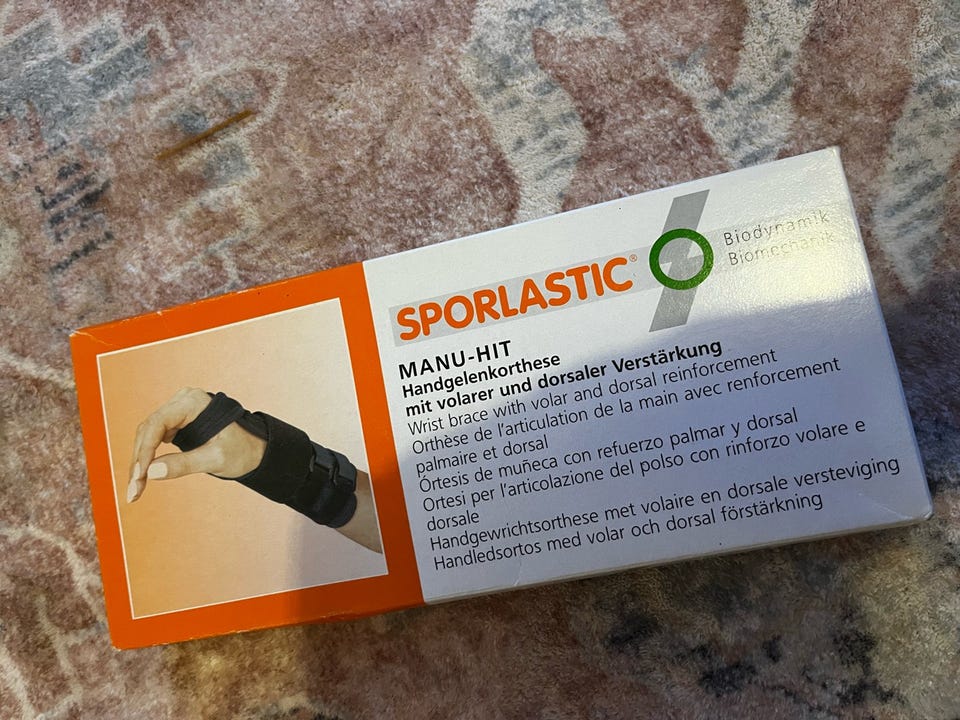 SPORLASTIC®
Biodynamik
Biomechanik
MANU-HIT
Handgelenkorthese
mit volarer und dorsaler Verstärkung
Wrist brace with volar and dorsal reinforcement
Orthèse de l'articulation de la main avec renforcement
palmaire et dorsal
Órtesis de muñeca con refuerzo palmar y dorsal
Ortesi per l'articolazione del polso con rinforzo volare e
dorsale
Handgewrichtsorthese met volaire en dorsale versteviging
Handledsortos med volar och dorsal förstärkning